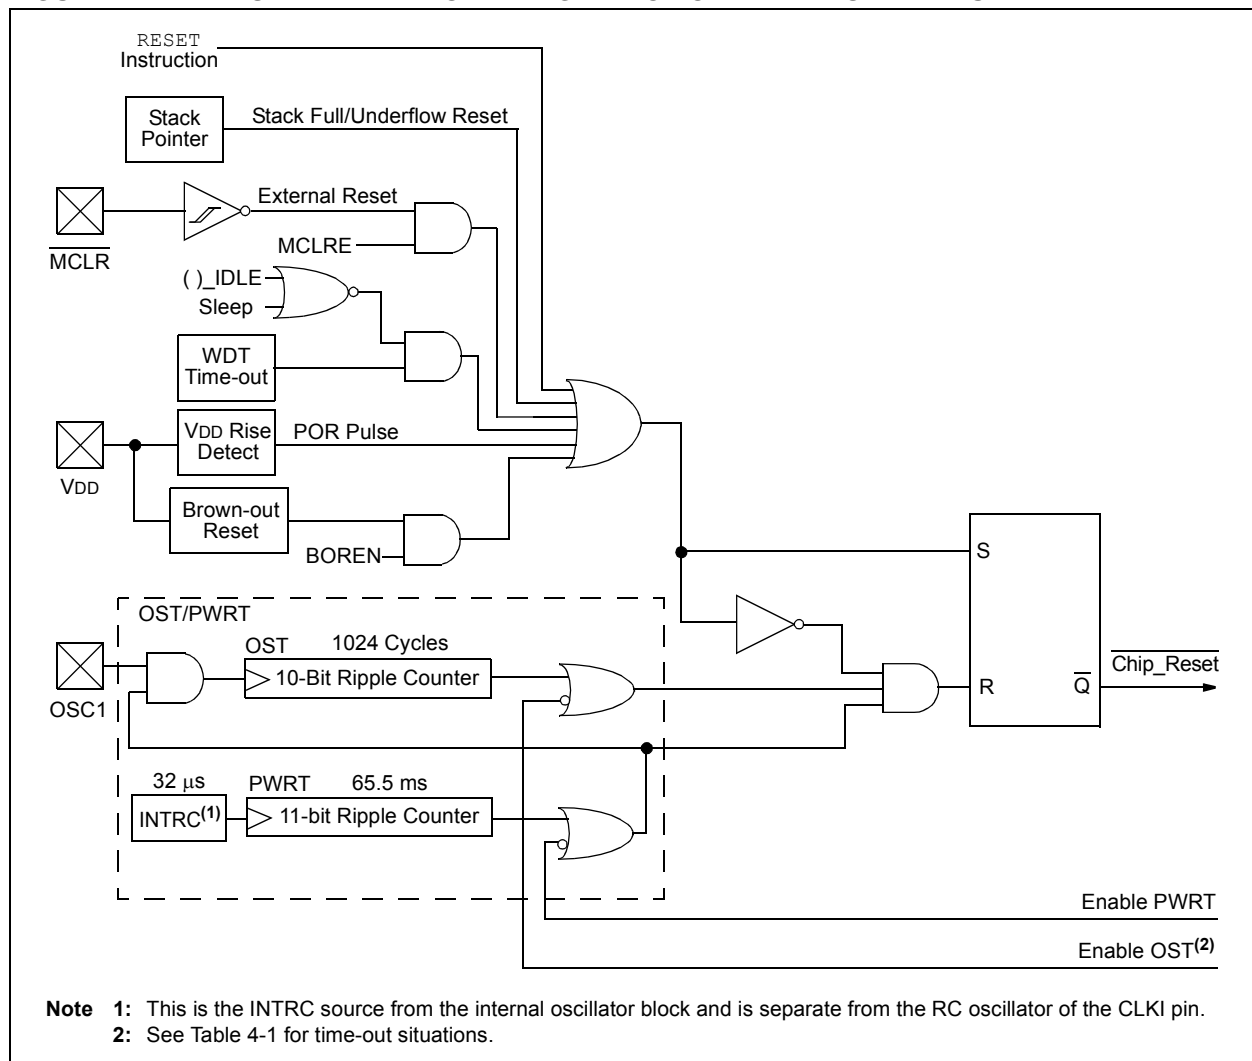 RESET
Instruction
Stack
Pointer
Stack Full/Underflow Reset
External Reset
MCLRE
MCLR
( )_IDLE
Sleep
WDT
Time-out
VDD Rise
Detect
POR Pulse
VDD
Brown-out
Reset
BOREN
S
OST/PWRT
OST 1024 Cycles
10-Bit Ripple Counter
OSC1
Chip_Reset
R
Q
32 μs
PWRT 65.5 ms
INTRC(1)
11-bit Ripple Counter
Enable PWRT
Enable OST(2)
Note 1: This is the INTRC source from the internal oscillator block and is separate from the RC oscillator of the CLKI pin.
2: See Table 4-1 for time-out situations.